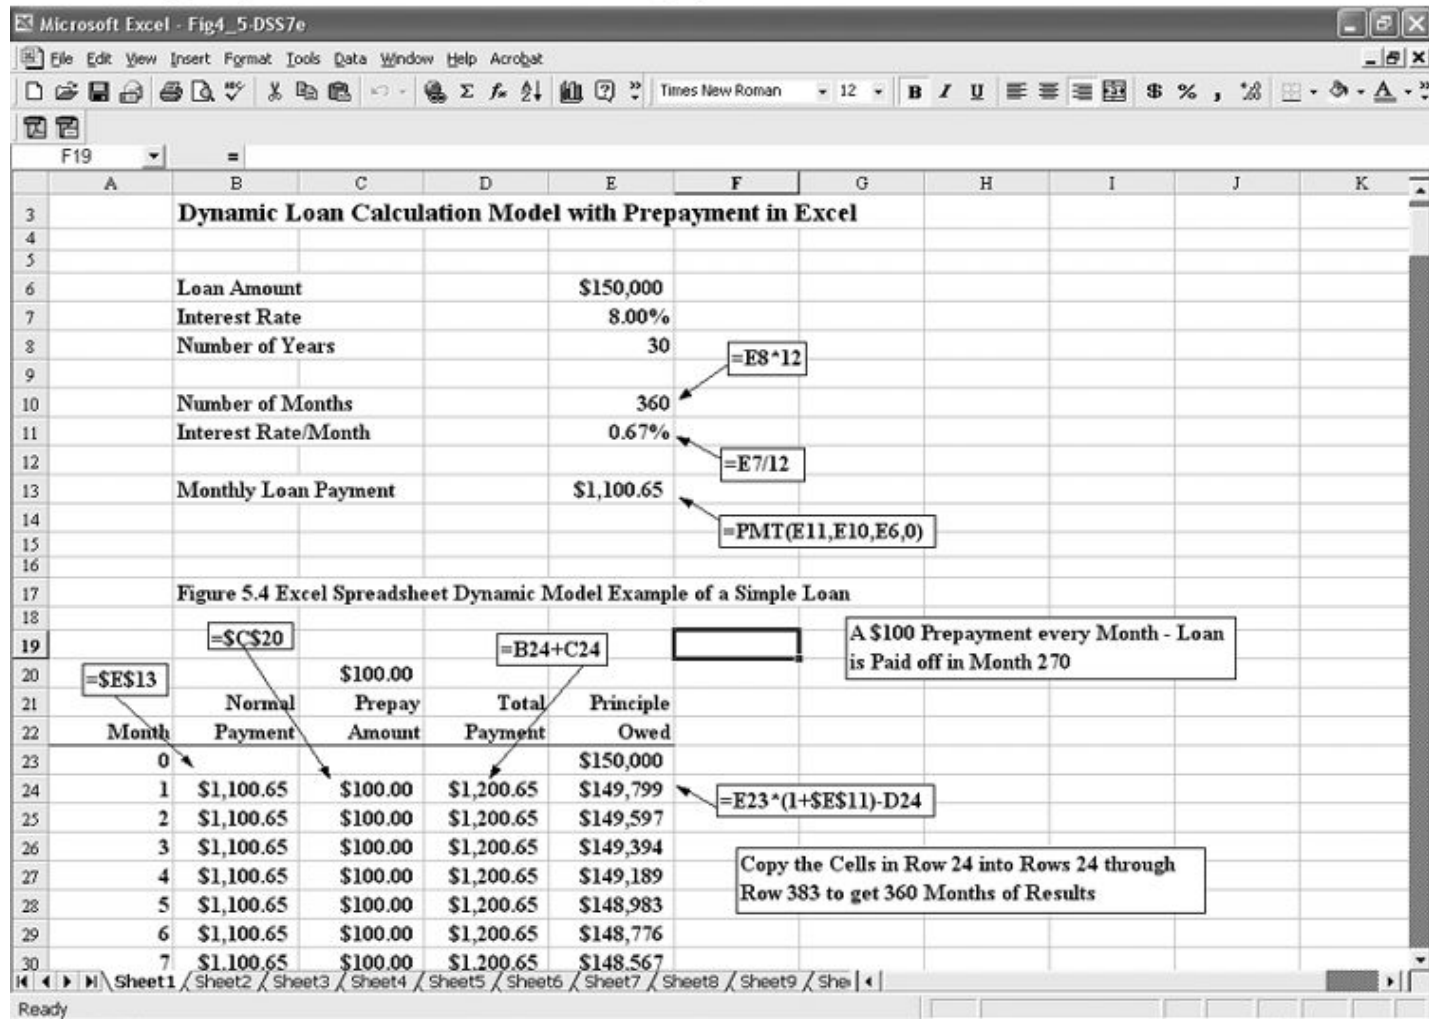 Microsoft Excel - Fig4_5-DSS7e
File Edit View Insert Format Tools Data Window Help Acrobat
Times New Roman 12 B I U $ % ,
F19 =
A B C D E F G H I J K
3 Dynamic Loan Calculation Model with Prepayment in Excel
4
5
6 Loan Amount $150,000
7 Interest Rate 8.00%
8 Number of Years 30
=E8*12
9
10 Number of Months 360
11 Interest Rate/Month 0.67%
12 =E7/12
13 Monthly Loan Payment $1,100.65
14
=PMT(E11,E10,E6,0)
15
16
17 Figure 5.4 Excel Spreadsheet Dynamic Model Example of a Simple Loan
18
=$C$20 =B24+C24
19
A $100 Prepayment every Month - Loan
is Paid off in Month 270
20 $100.00
=$E$13
21 Normal Prepay Total Principle
22 Month Payment Amount Payment Owed
23 0 $150,000
24 1 $1,100.65 $100.00 $1,200.65 $149,799
=E23*(1+$E$11)-D24
25 2 $1,100.65 $100.00 $1,200.65 $149,597
26 3 $1,100.65 $100.00 $1,200.65 $149,394
Copy the Cells in Row 24 into Rows 24 through
Row 383 to get 360 Months of Results
27 4 $1,100.65 $100.00 $1,200.65 $149,189
28 5 $1,100.65 $100.00 $1,200.65 $148,983
29 6 $1,100.65 $100.00 $1,200.65 $148,776
30 7 $1,100.65 $100.00 $1,200.65 $148,567
Sheet1 Sheet2 Sheet3 Sheet4 Sheet5 Sheet6 Sheet7 Sheet8 Sheet9 She
Ready